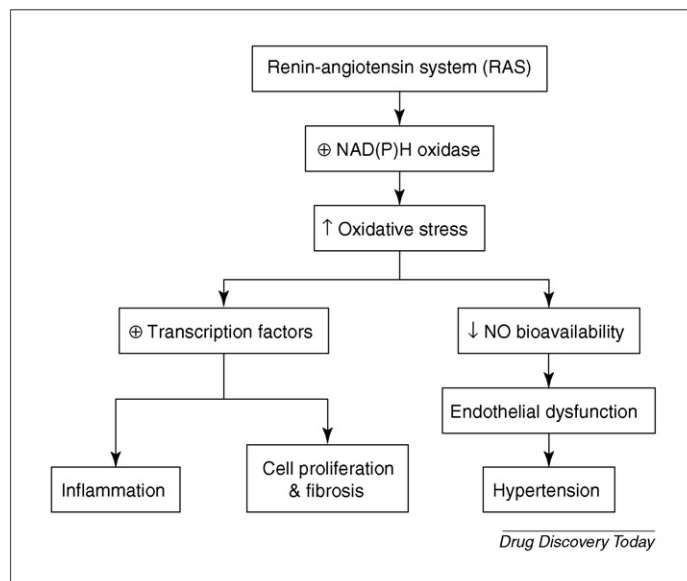 Renin-angiotensin system (RAS)
⊕ NAD(P)H oxidase
↑ Oxidative stress
⊕ Transcription factors
↓ NO bioavailability
Endothelial dysfunction
Inflammation
Cell proliferation
& fibrosis
Hypertension
Drug Discovery Today